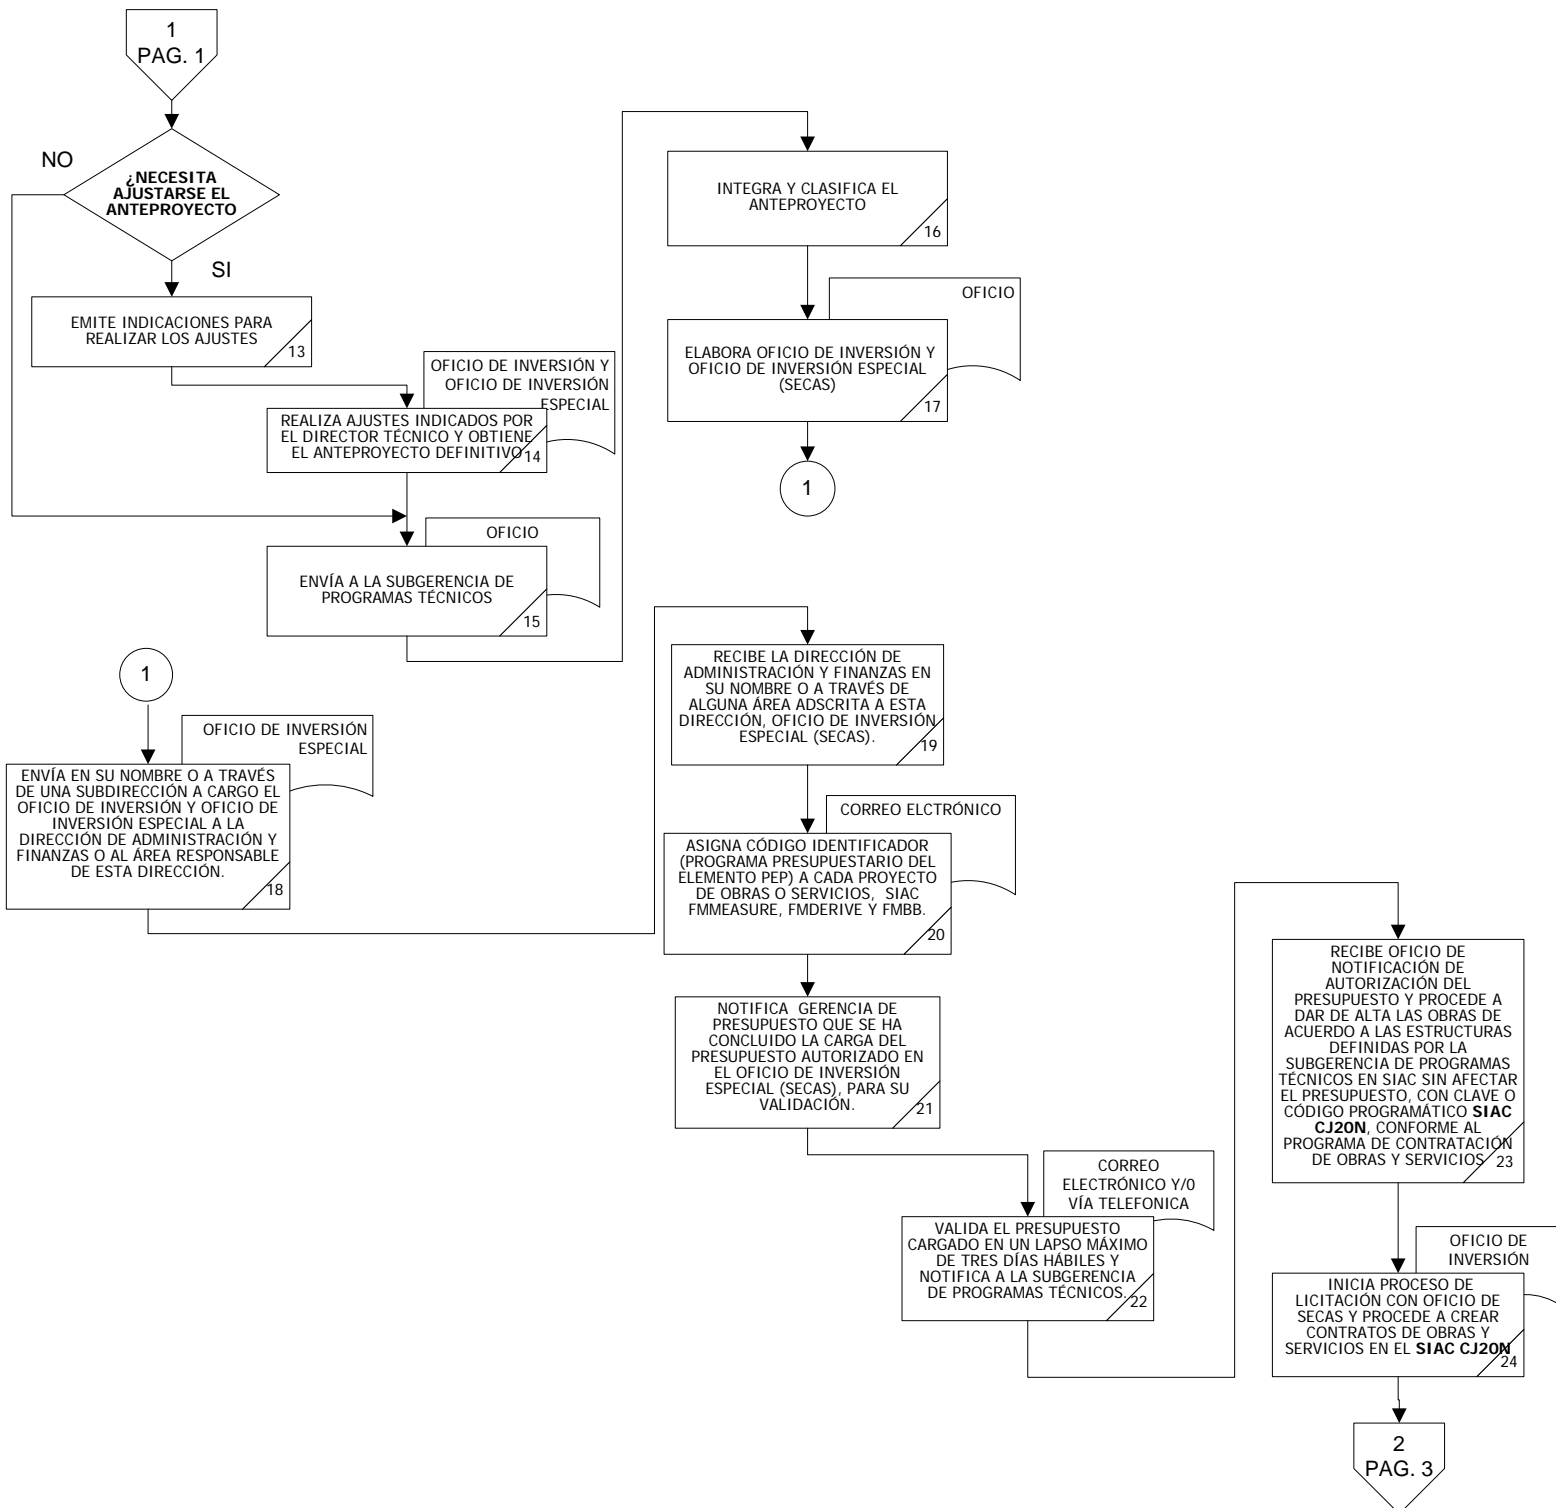 1
PAG. 1
NO
¿NECESITA
AJUSTARSE EL
ANTEPROYECTO
SI
EMITE INDICACIONES PARA
REALIZAR LOS AJUSTES
13
OFICIO DE INVERSIÓN Y
OFICIO DE INVERSIÓN
ESPECIAL
REALIZA AJUSTES INDICADOS POR
EL DIRECTOR TÉCNICO Y OBTIENE
EL ANTEPROYECTO DEFINITIVO
14
OFICIO
ENVÍA A LA SUBGERENCIA DE
PROGRAMAS TÉCNICOS
15
INTEGRA Y CLASIFICA EL
ANTEPROYECTO
16
OFICIO
ELABORA OFICIO DE INVERSIÓN Y
OFICIO DE INVERSIÓN ESPECIAL
(SECAS)
17
1
1
OFICIO DE INVERSIÓN
ESPECIAL
ENVÍA EN SU NOMBRE O A TRAVÉS
DE UNA SUBDIRECCIÓN A CARGO EL
OFICIO DE INVERSIÓN Y OFICIO DE
INVERSIÓN ESPECIAL A LA
DIRECCIÓN DE ADMINISTRACIÓN Y
FINANZAS O AL ÁREA RESPONSABLE
DE ESTA DIRECCIÓN.
18
RECIBE LA DIRECCIÓN DE
ADMINISTRACIÓN Y FINANZAS EN
SU NOMBRE O A TRAVÉS DE
ALGUNA ÁREA ADSCRITA A ESTA
DIRECCIÓN, OFICIO DE INVERSIÓN
ESPECIAL (SECAS).
19
CORREO ELCTRÓNICO
ASIGNA CÓDIGO IDENTIFICADOR
(PROGRAMA PRESUPUESTARIO DEL
ELEMENTO PEP) A CADA PROYECTO
DE OBRAS O SERVICIOS, SIAC
FMMEASURE, FMDERIVE Y FMBB.
20
NOTIFICA GERENCIA DE
PRESUPUESTO QUE SE HA
CONCLUIDO LA CARGA DEL
PRESUPUESTO AUTORIZADO EN
EL OFICIO DE INVERSIÓN
ESPECIAL (SECAS), PARA SU
VALIDACIÓN.
21
CORREO
ELECTRÓNICO Y/0
VÍA TELEFONICA
VALIDA EL PRESUPUESTO
CARGADO EN UN LAPSO MÁXIMO
DE TRES DÍAS HÁBILES Y
NOTIFICA A LA SUBGERENCIA
DE PROGRAMAS TÉCNICOS.
22
RECIBE OFICIO DE
NOTIFICACIÓN DE
AUTORIZACIÓN DEL
PRESUPUESTO Y PROCEDE A
DAR DE ALTA LAS OBRAS DE
ACUERDO A LAS ESTRUCTURAS
DEFINIDAS POR LA
SUBGERENCIA DE PROGRAMAS
TÉCNICOS EN SIAC SIN AFECTAR
EL PRESUPUESTO, CON CLAVE O
CÓDIGO PROGRAMÁTICO SIAC
CJ20N, CONFORME AL
PROGRAMA DE CONTRATACIÓN
DE OBRAS Y SERVICIOS
23
OFICIO DE
INVERSIÓN
INICIA PROCESO DE
LICITACIÓN CON OFICIO DE
SECAS Y PROCEDE A CREAR
CONTRATOS DE OBRAS Y
SERVICIOS EN EL SIAC CJ20N
24
2
PAG. 3